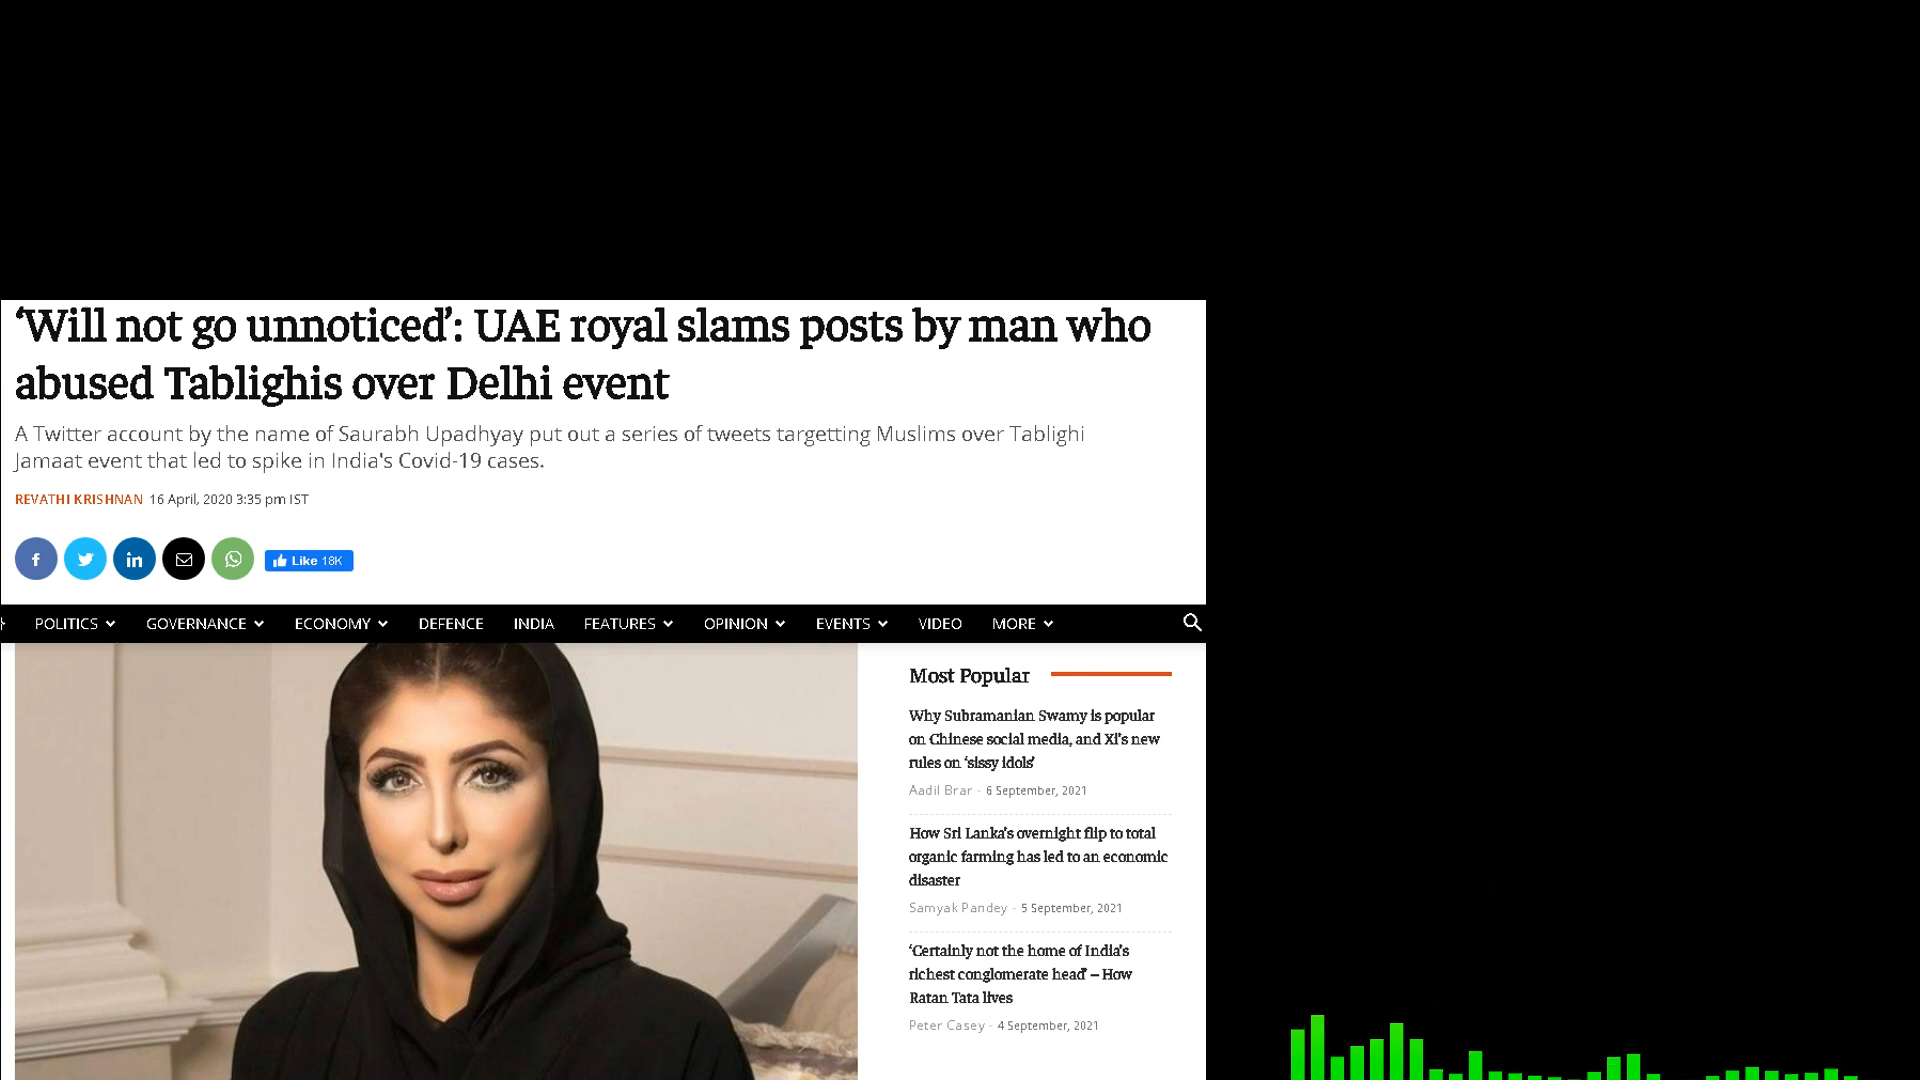 ‘Will not go unnoticed’: UAE royal slams posts by man who
abused Tablighis over Delhi event
A Twitter account by the name of Saurabh Upadhyay put out a series of tweets targetting Muslims over Tablighi
Jamaat event that led to spike in India's Covid-19 cases.
REVATHI KRISHNAN 16 April, 2020 3:35 pm IST
Like 18K
POLITICS GOVERNANCE ECONOMY DEFENCE INDIA FEATURES OPINION EVENTS VIDEO MORE
Most Popular
Why Subramanian Swamy is popular
on Chinese social media, and Xi’s new
rules on ‘sissy idols’
Aadil Brar - 6 September, 2021
How Sri Lanka’s overnight flip to total
organic farming has led to an economic
disaster
Samyak Pandey - 5 September, 2021
‘Certainly not the home of India’s
richest conglomerate head’ – How
Ratan Tata lives
Peter Casey - 4 September, 2021